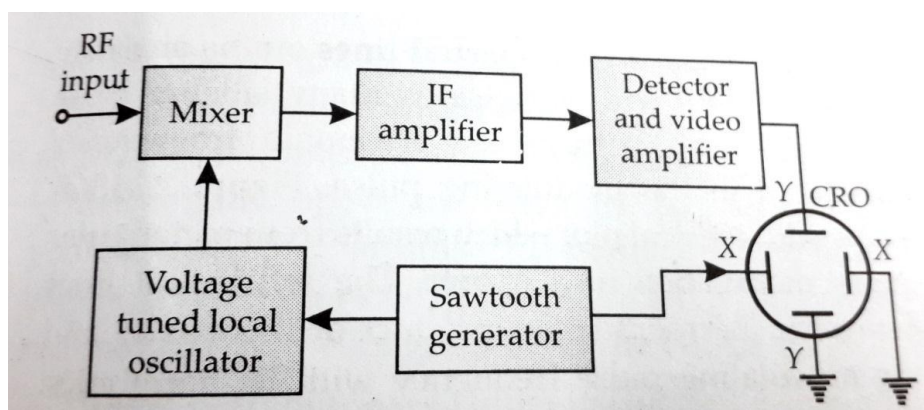 RF
input
Mixer
IF
amplifier
Detector
and video
amplifier
Y
CRO
X
X
Voltage
tuned local
oscillator
Sawtooth
generator
Y